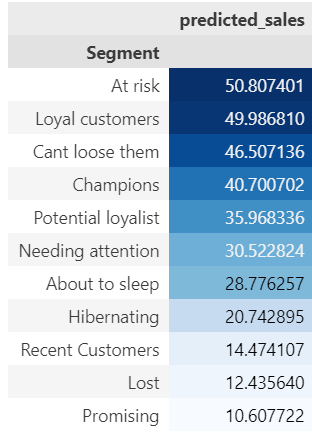 predicted_sales
Segment
At risk 50.807401
Loyal customers 49.986810
Cant loose them 46.507136
Champions 40.700702
Potential loyalist 35.968336
Needing attention 30.522824
About to sleep 28.776257
Hibernating 20.742895
Recent Customers 14.474107
Lost 12.435640
Promising 10.607722